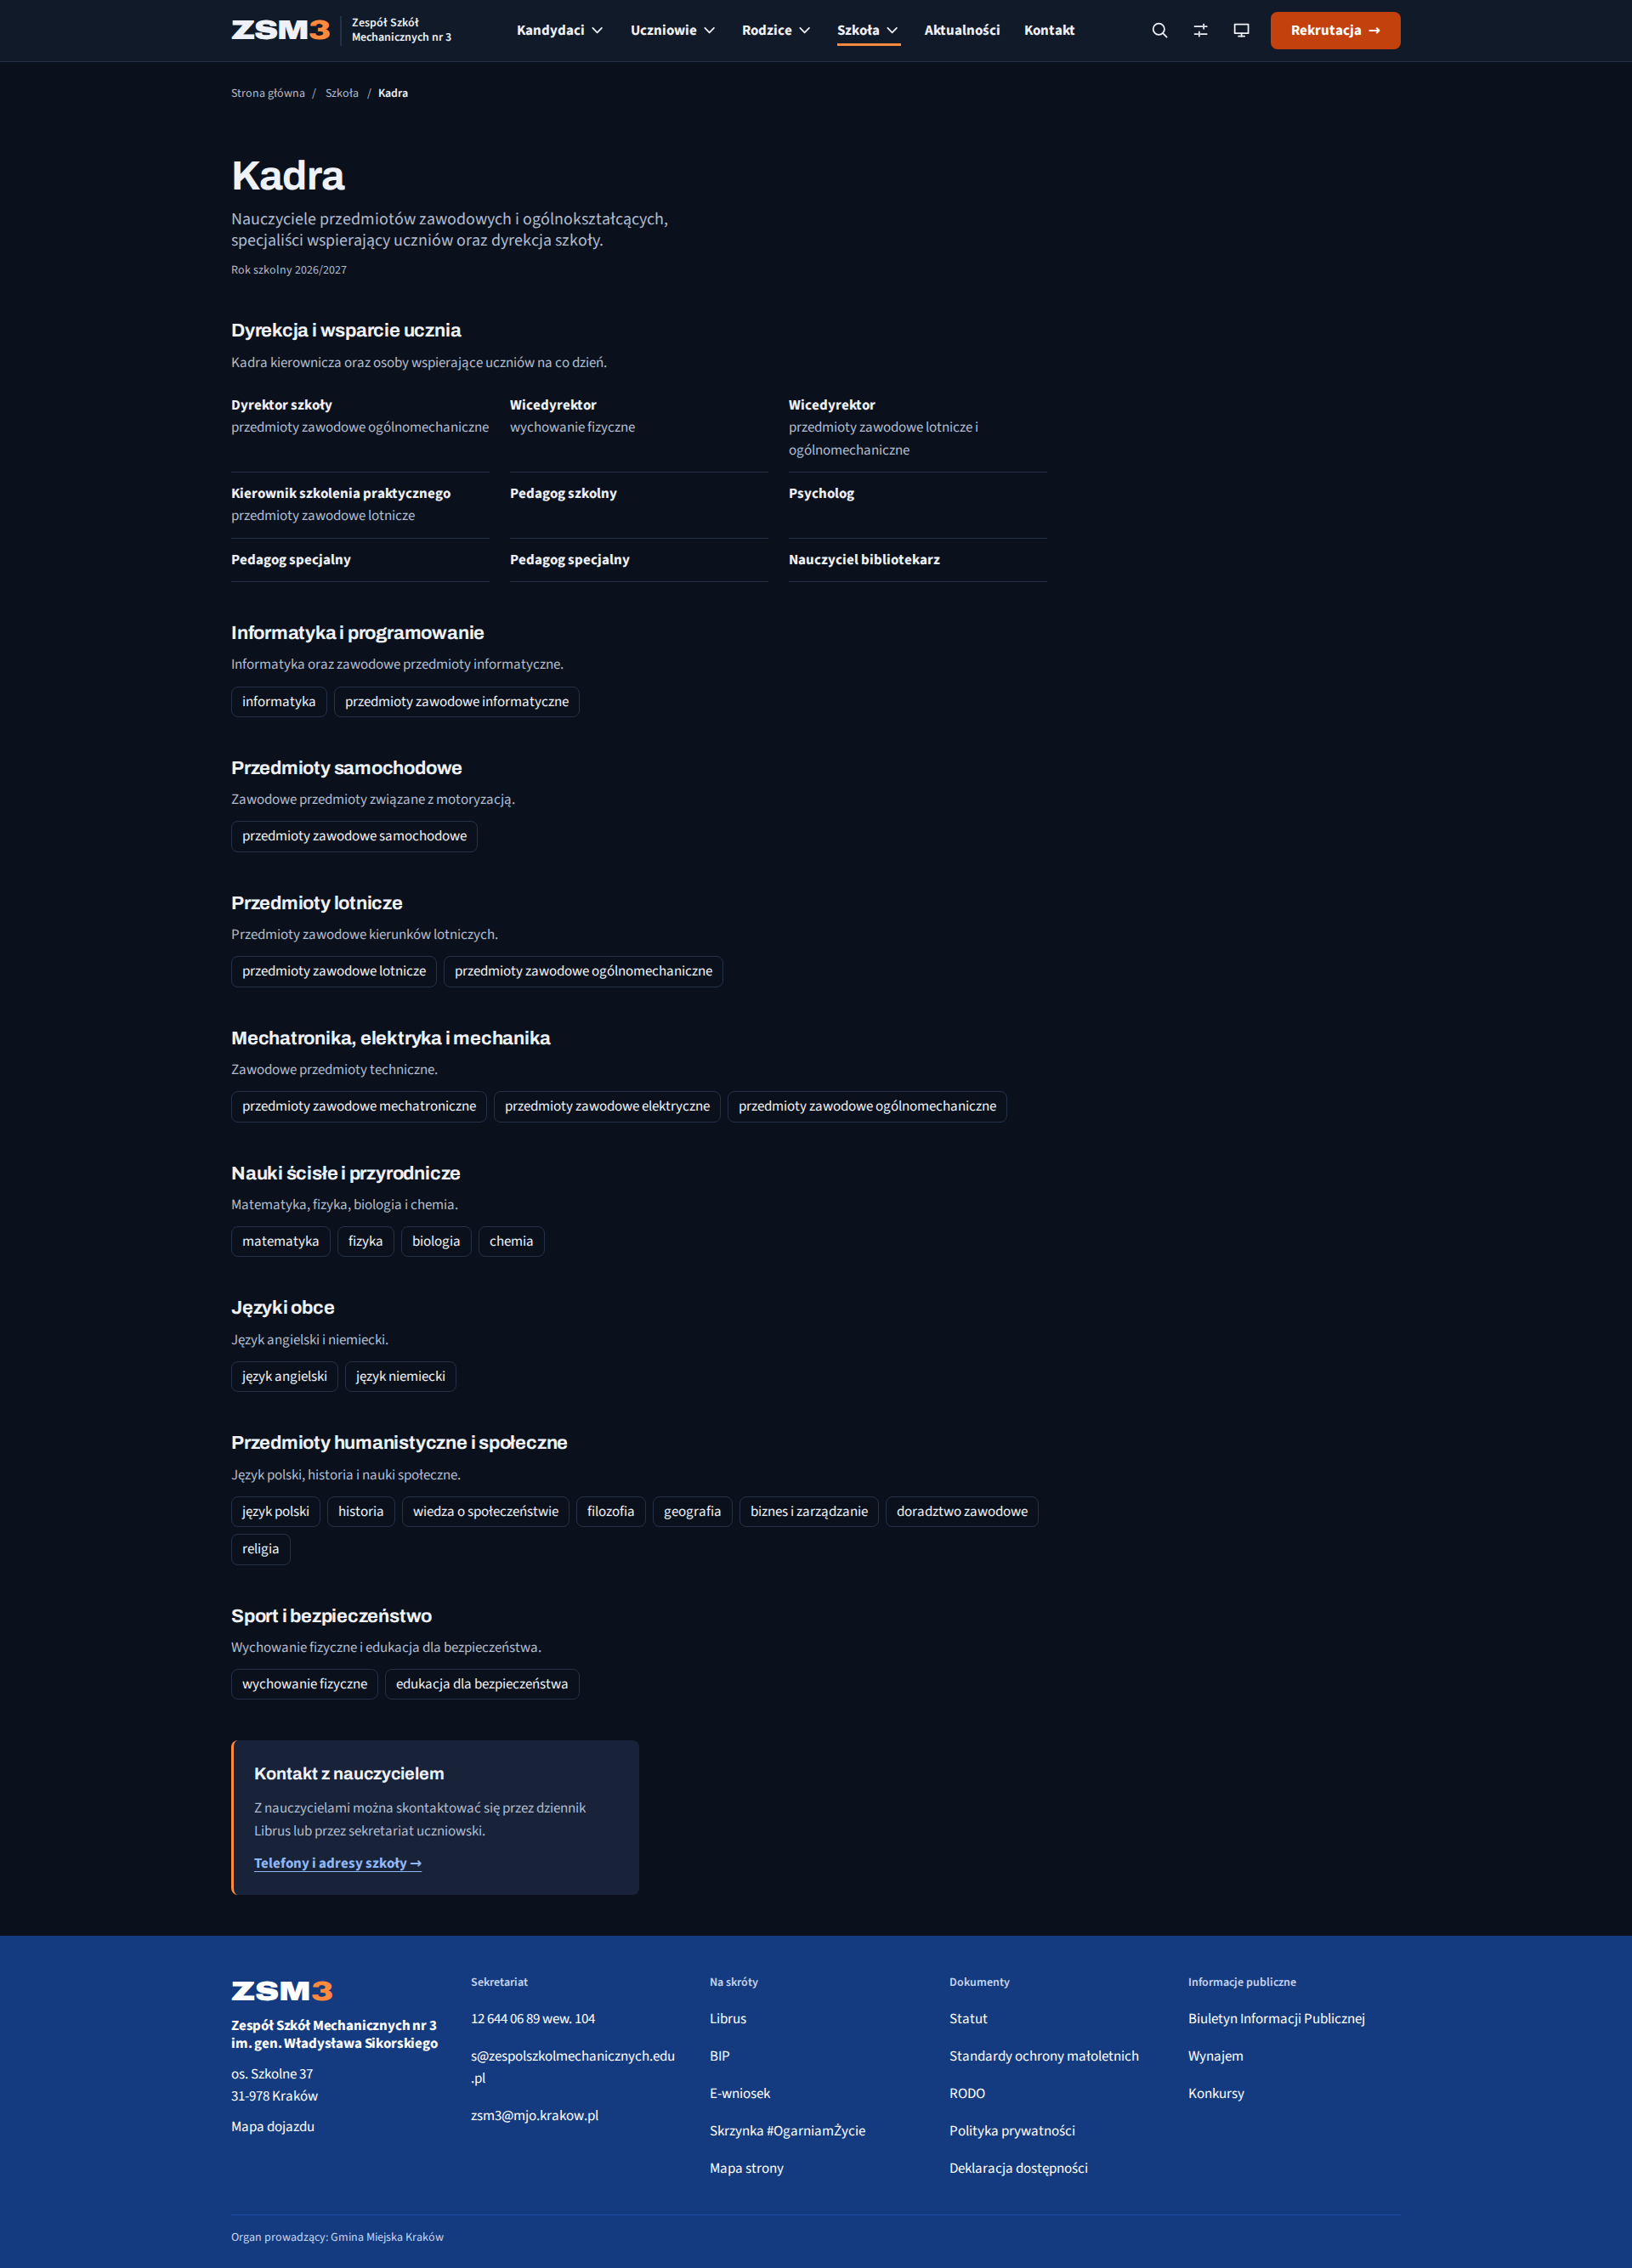 ZSM3
Zespół Szkół
Mechanicznych nr 3
Kandydaci
Uczniowie
Rodzice
Szkoła
Aktualności
Kontakt
Rekrutacja →
Strona główna / Szkoła / Kadra
Kadra
Nauczyciele przedmiotów zawodowych i ogólnokształcących,
specjaliści wspierający uczniów oraz dyrekcja szkoły.
Rok szkolny 2026/2027
Dyrekcja i wsparcie ucznia
Kadra kierownicza oraz osoby wspierające uczniów na co dzień.
Dyrektor szkoły
przedmioty zawodowe ogólnomechaniczne
Wicedyrektor
wychowanie fizyczne
Wicedyrektor
przedmioty zawodowe lotnicze i
ogólnomechaniczne
Kierownik szkolenia praktycznego
przedmioty zawodowe lotnicze
Pedagog szkolny
Psycholog
Pedagog specjalny
Pedagog specjalny
Nauczyciel bibliotekarz
Informatyka i programowanie
Informatyka oraz zawodowe przedmioty informatyczne.
informatyka
przedmioty zawodowe informatyczne
Przedmioty samochodowe
Zawodowe przedmioty związane z motoryzacją.
przedmioty zawodowe samochodowe
Przedmioty lotnicze
Przedmioty zawodowe kierunków lotniczych.
przedmioty zawodowe lotnicze
przedmioty zawodowe ogólnomechaniczne
Mechatronika, elektryka i mechanika
Zawodowe przedmioty techniczne.
przedmioty zawodowe mechatroniczne
przedmioty zawodowe elektryczne
przedmioty zawodowe ogólnomechaniczne
Nauki ścisłe i przyrodnicze
Matematyka, fizyka, biologia i chemia.
matematyka
fizyka
biologia
chemia
Języki obce
Język angielski i niemiecki.
język angielski
język niemiecki
Przedmioty humanistyczne i społeczne
Język polski, historia i nauki społeczne.
język polski
historia
wiedza o społeczeństwie
filozofia
geografia
biznes i zarządzanie
doradztwo zawodowe
religia
Sport i bezpieczeństwo
Wychowanie fizyczne i edukacja dla bezpieczeństwa.
wychowanie fizyczne
edukacja dla bezpieczeństwa
Kontakt z nauczycielem
Z nauczycielami można skontaktować się przez dziennik
Librus lub przez sekretariat uczniowski.
Telefony i adresy szkoły →
ZSM3
Zespół Szkół Mechanicznych nr 3
im. gen. Władysława Sikorskiego
os. Szkolne 37
31-978 Kraków
Mapa dojazdu
Sekretariat
12 644 06 89 wew. 104
s@zespolszkolmechanicznych.edu
.pl
zsm3@mjo.krakow.pl
Na skróty
Librus
BIP
E-wniosek
Skrzynka #OgarniamŻycie
Mapa strony
Dokumenty
Statut
Standardy ochrony małoletnich
RODO
Polityka prywatności
Deklaracja dostępności
Informacje publiczne
Biuletyn Informacji Publicznej
Wynajem
Konkursy
Organ prowadzący: Gmina Miejska Kraków